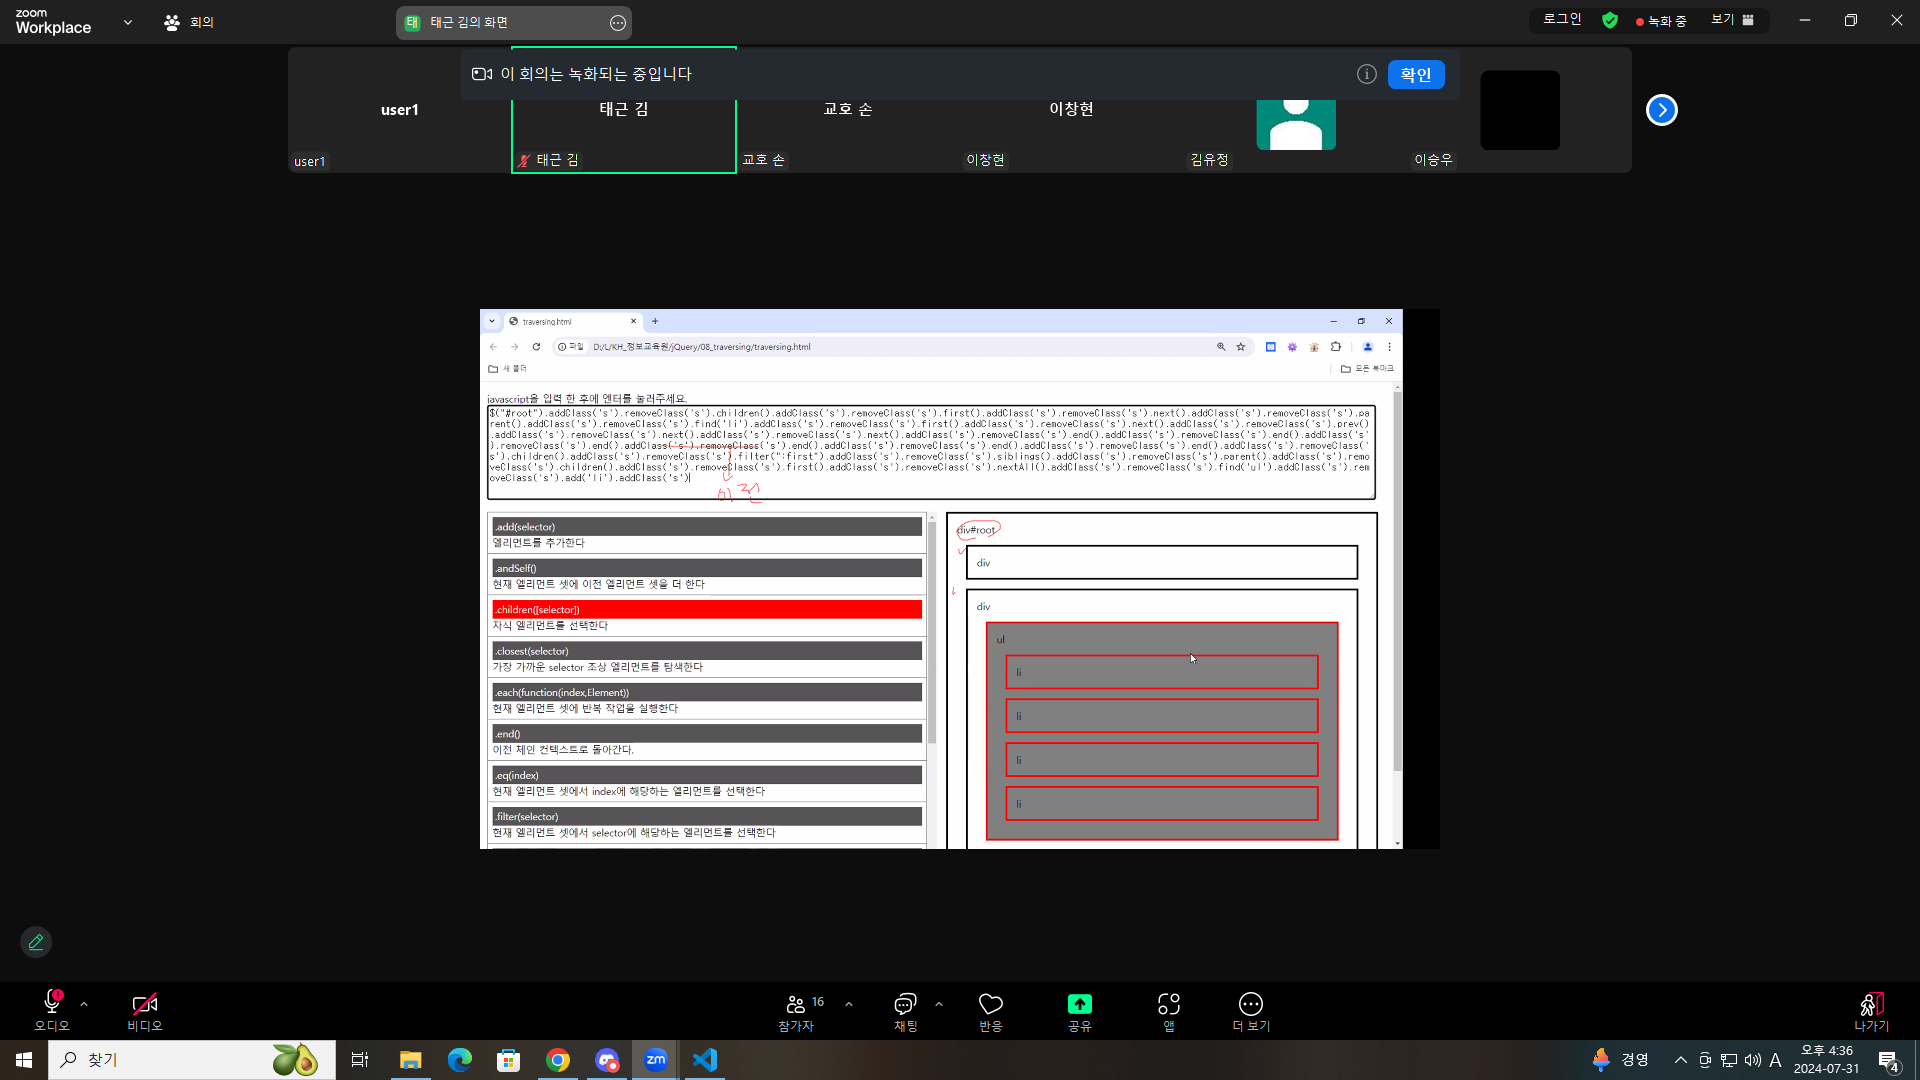 zoom
Workplace
회의
태
태근 김의 화면
로그인
녹화 중
보기
이 회의는 녹화되는 중입니다
확인
user1
태근 김
교호 손
이창현
user1
태근 김
교호 손
이창현
김유정
이승우
traversing.html
파일
D:/L/KH_정보교육원/jQuery/08_traversing/traversing.html
새 폴더
모든 북마크
javascript을 입력 한 후에 엔터를 눌러주세요.
$("#root").addClass('s').removeClass('s').children().addClass('s').removeClass('s').first().addClass('s').removeClass('s').next().addClass('s').removeClass('s').pa
rent().addClass('s').removeClass('s').find('li').addClass('s').removeClass('s').first().addClass('s').removeClass('s').next().addClass('s').removeClass('s').prev()
.addClass('s').removeClass('s').next().addClass('s').removeClass('s').next().addClass('s').removeClass('s').end().addClass('s').removeClass('s').end().addClass('s'
).removeClass('s').end().addClass('s').removeClass('s').end().addClass('s').removeClass('s').end().addClass('s').removeClass('s').end().addClass('s').removeClass('
s').children().addClass('s').removeClass('s').filter(":first").addClass('s').removeClass('s').siblings().addClass('s').removeClass('s').parent().addClass('s').remo
veClass('s').children().addClass('s').removeClass('s').first().addClass('s').removeClass('s').nextAll().addClass('s').removeClass('s').find('ul').addClass('s').rem
oveClass('s').add('li').addClass('s')
이전
.add(selector)
엘리먼트를 추가한다
.andSelf()
현재 엘리먼트 셋에 이전 엘리먼트 셋을 더 한다
.children([selector])
자식 엘리먼트를 선택한다
.closest(selector)
가장 가까운 selector 조상 엘리먼트를 탐색한다
.each(function(index,Element))
현재 엘리먼트 셋에 반복 작업을 실행한다
.end()
이전 체인 컨텍스트로 돌아간다.
.eq(index)
현재 엘리먼트 셋에서 index에 해당하는 엘리먼트를 선택한다
.filter(selector)
현재 엘리먼트 셋에서 selector에 해당하는 엘리먼트를 선택한다
div#root
div
div
ul
li
li
li
li
오디오
비디오
16
참가자
채팅
반응
공유
앱
더 보기
나가기
찾기
zm
경영
A
오후 4:36
2024-07-31
4